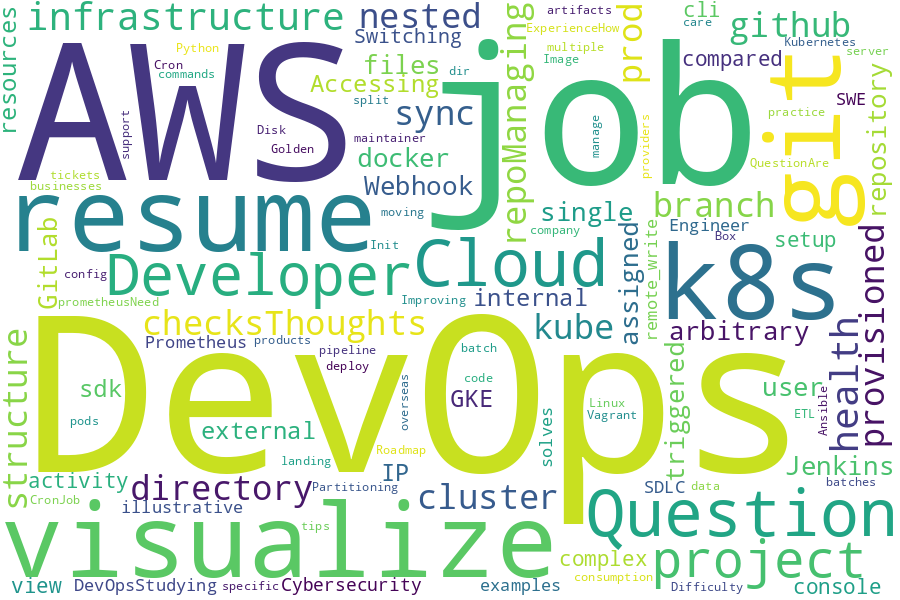 infrastructure
nested
artifacts
cli
resources
Switching
ExperienceHow
care
github
Python
multiple
Kubernetes
Cron
files
Image
compared
server
commands
Accessing
dir
repoManaging
prod
AWS
job
git
split
sync
SWE
repository
support
Disk
maintainer
manage
practice
Golden
docker
providers
QuestionAre
tickets
businesses
Webhook
resume
moving
single
branch
company
Engineer
Box
setup
GitLab
Init
config
Developer
Cloud
assigned
remote_write
k8s
provisioned
prometheusNeed
Improving
internal
checksThoughts
kube
arbitrary
health
Prometheus
products
pipeline
batch
deploy
structure
DevOps
triggered
sdk
code
overseas
GKE
user
Ansible
pods
Linux
Vagrant
ETL
external
solves
Roadmap
landing
IP
Jenkins
activity
directory
Partitioning
cluster
SDLC
data
batches
CronJob
illustrative
Question
tips
visualize
complex
project
consumption
view
DevOpsStudying
specific
Cybersecurity
examples
Difficulty
console